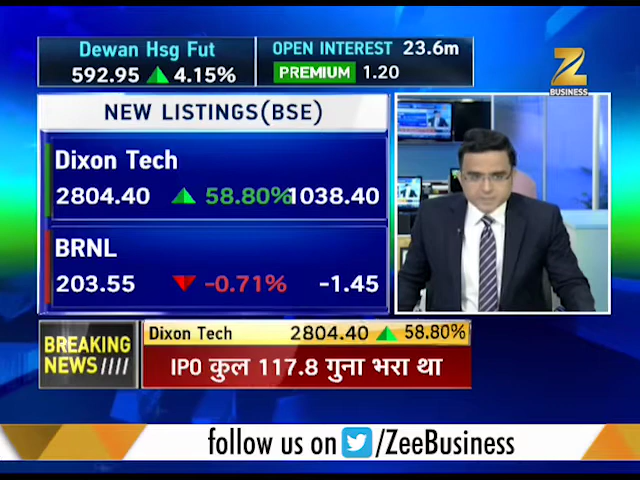 Dewan Hsg Fut
592.95 4.15%
OPEN INTEREST 23.6m
PREMIUM 1.20
Z
BUSINESS
NEW LISTINGS(BSE)
Dixon Tech
2804.40 58.80% 1038.40
BRNL
203.55 -0.71% -1.45
BREAKING
NEWS ////
Dixon Tech 2804.40 58.80%
IPO कुल 117.8 गुना भरा था
follow us on /ZeeBusiness